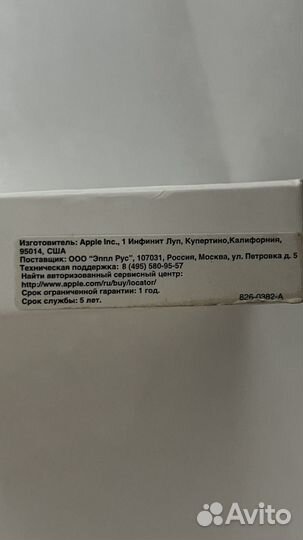 Изготовитель: Apple Inc., 1 Инфинит Луп, Купертино,Калифорния,
95014, США
Поставщик: ООО "Эппл Рус", 107031, Россия, Москва, ул. Петровка д. 5
Техническая поддержка: 8 (495) 580-95-57
Найти авторизованный сервисный центр:
http://www.apple.com/ru/buy/locator/
Срок ограниченной гарантии: 1 год.
Срок службы: 5 лет.
826-0382-A
Avito